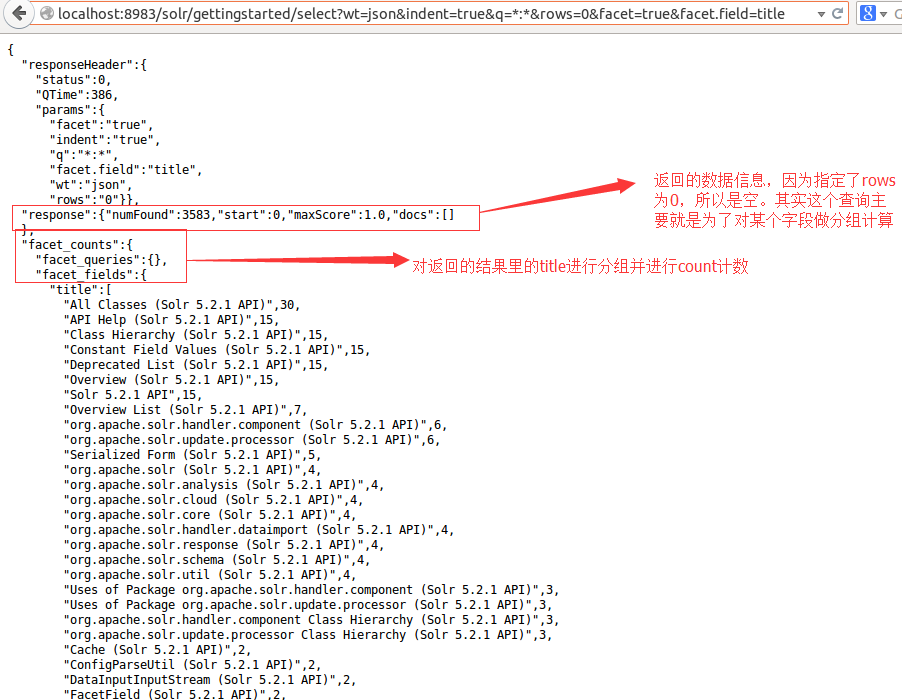 localhost:8983/solr/gettingstarted/select?wt=json&indent=true&q=*:*&rows=0&facet=true&facet.field=title
8
{
"responseHeader":{
"status":0,
"QTime":386,
"params":{
"facet":"true",
"indent":"true",
"q":"*:*",
"facet.field":"title",
"wt":"json",
"rows":"0"}},
"response":{"numFound":3583,"start":0,"maxScore":1.0,"docs":[]
},
返回的数据信息，因为指定了rows
为0，所以是空。其实这个查询主
要就是为了对某个字段做分组计算
"facet_counts":{
"facet_queries":{},
"facet_fields":{
对返回的结果里的title进行分组并进行count计数
"title":[
"All Classes (Solr 5.2.1 API)",30,
"API Help (Solr 5.2.1 API)",15,
"Class Hierarchy (Solr 5.2.1 API)",15,
"Constant Field Values (Solr 5.2.1 API)",15,
"Deprecated List (Solr 5.2.1 API)",15,
"Overview (Solr 5.2.1 API)",15,
"Solr 5.2.1 API",15,
"Overview List (Solr 5.2.1 API)",7,
"org.apache.solr.handler.component (Solr 5.2.1 API)",6,
"org.apache.solr.update.processor (Solr 5.2.1 API)",6,
"Serialized Form (Solr 5.2.1 API)",5,
"org.apache.solr (Solr 5.2.1 API)",4,
"org.apache.solr.analysis (Solr 5.2.1 API)",4,
"org.apache.solr.cloud (Solr 5.2.1 API)",4,
"org.apache.solr.core (Solr 5.2.1 API)",4,
"org.apache.solr.handler.dataimport (Solr 5.2.1 API)",4,
"org.apache.solr.response (Solr 5.2.1 API)",4,
"org.apache.solr.schema (Solr 5.2.1 API)",4,
"org.apache.solr.util (Solr 5.2.1 API)",4,
"Uses of Package org.apache.solr.handler.component (Solr 5.2.1 API)",3,
"Uses of Package org.apache.solr.update.processor (Solr 5.2.1 API)",3,
"org.apache.solr.handler.component Class Hierarchy (Solr 5.2.1 API)",3,
"org.apache.solr.update.processor Class Hierarchy (Solr 5.2.1 API)",3,
"Cache (Solr 5.2.1 API)",2,
"ConfigParseUtil (Solr 5.2.1 API)",2,
"DataInputInputStream (Solr 5.2.1 API)",2,
"FacetField (Solr 5.2.1 API)",2,